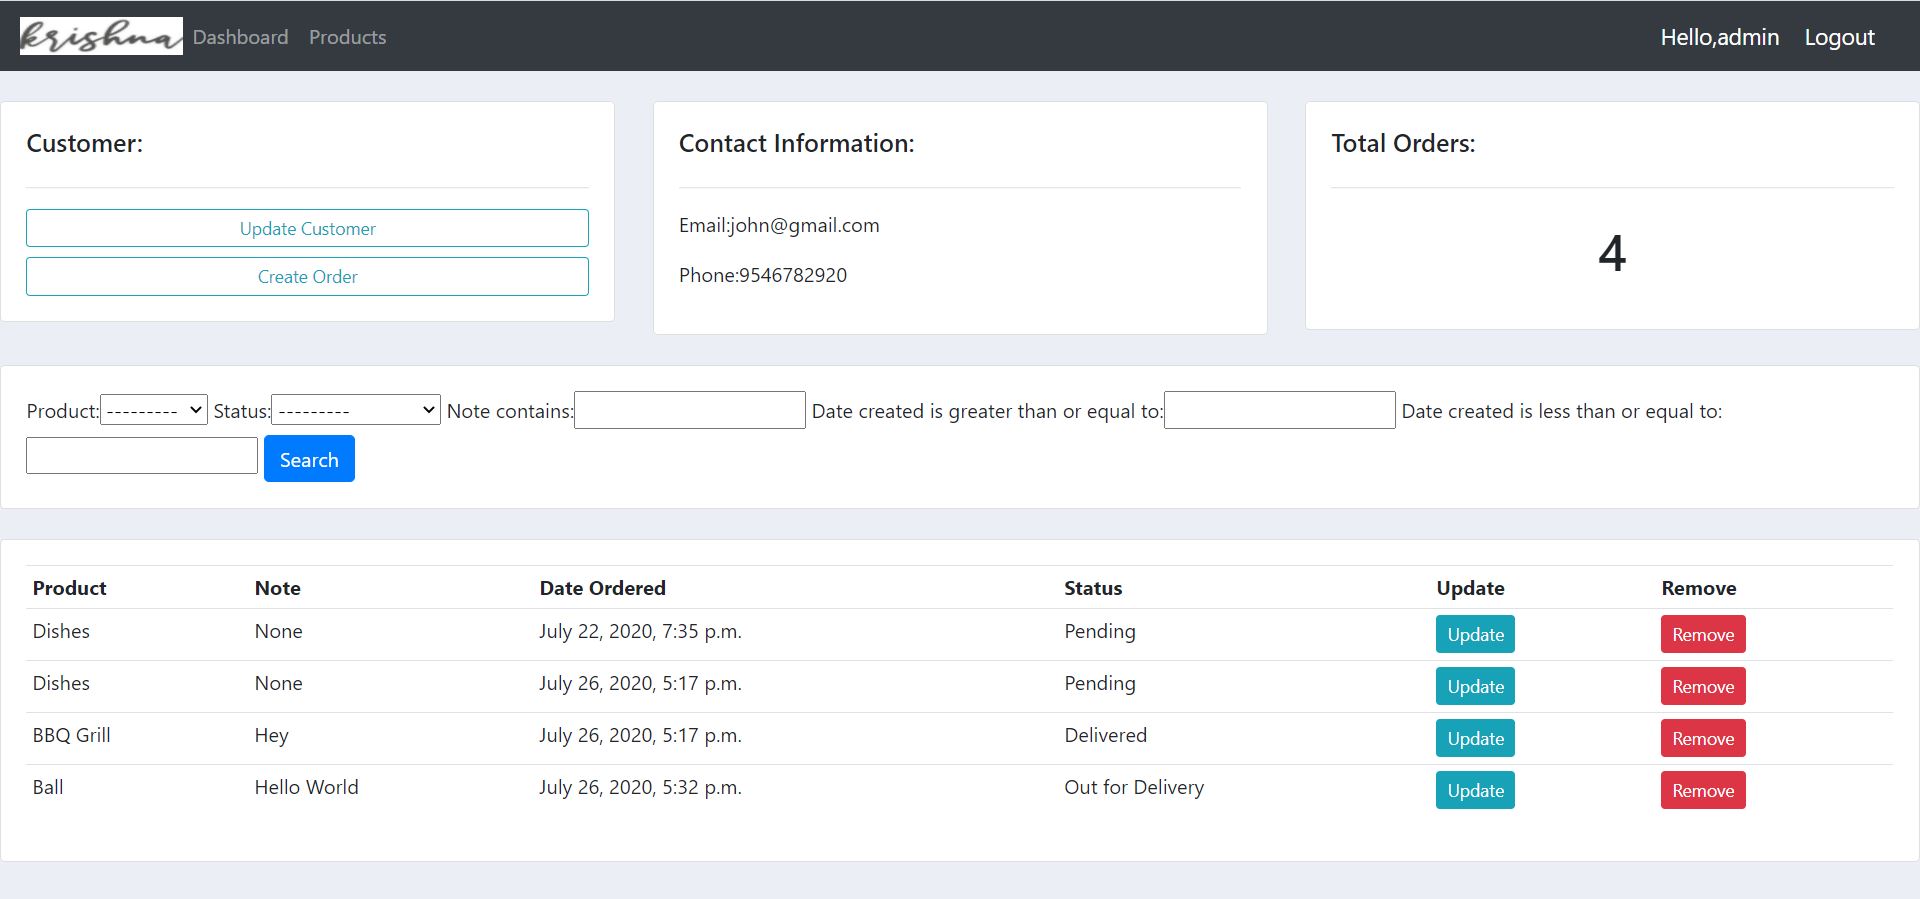 krishna Dashboard Products Hello,admin Logout
Customer:
Update Customer
Create Order
Contact Information:
Email:john@gmail.com
Phone:9546782920
Total Orders:
4
Product:--------- Status:--------- Note contains: Date created is greater than or equal to: Date created is less than or equal to:
Search
Product Note Date Ordered Status Update Remove
Dishes None July 22, 2020, 7:35 p.m. Pending Update Remove
Dishes None July 26, 2020, 5:17 p.m. Pending Update Remove
BBQ Grill Hey July 26, 2020, 5:17 p.m. Delivered Update Remove
Ball Hello World July 26, 2020, 5:32 p.m. Out for Delivery Update Remove